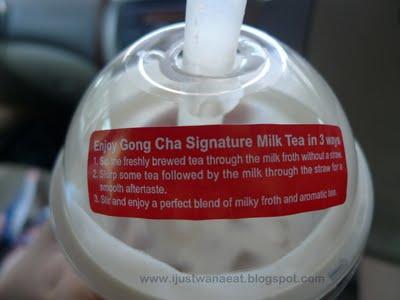 Enjoy Gong Cha Signature Milk Tea in 3 ways
1. Sip the freshly brewed tea through the milk froth without a straw.
2. Slurp some tea followed by the milk through the straw for a
smooth aftertaste.
3. Stir and enjoy a perfect blend of milky froth and aromatic tea.
www.ijustwanaeat.blogspot.com